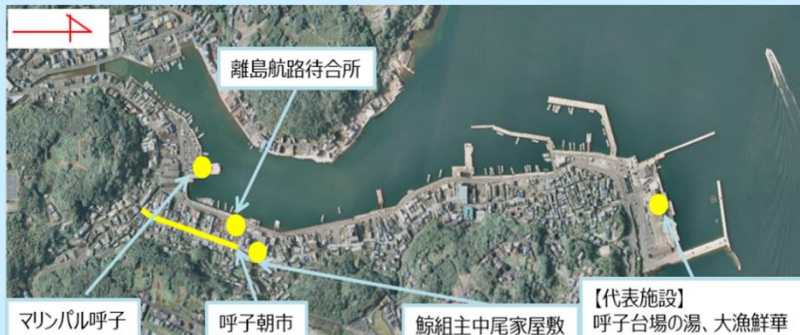 離島航路待合所
マリンパル呼子
呼子朝市
鯨組主中尾家屋敷
【代表施設】
呼子台場の湯、大漁鮮華